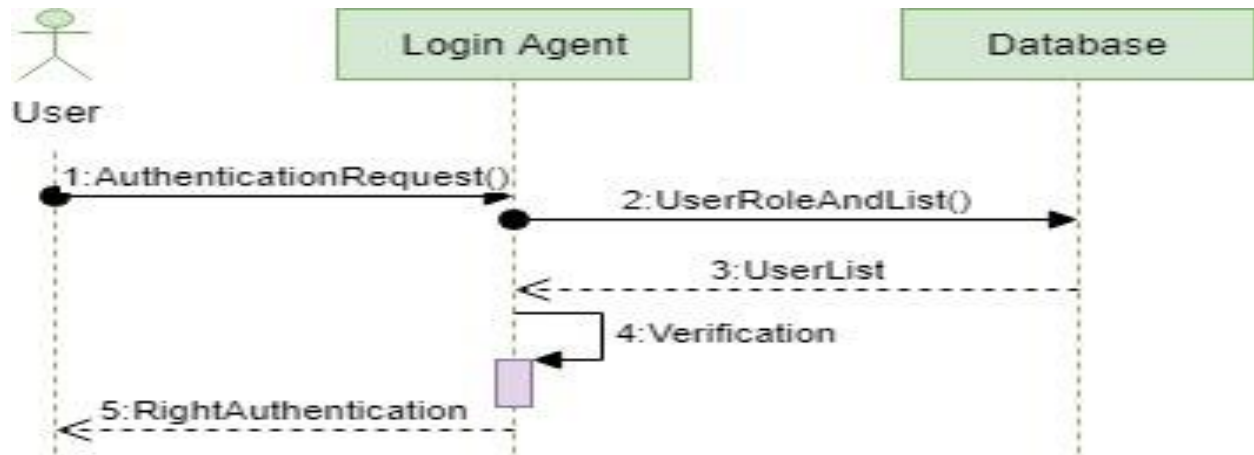 Login Agent
Database
User
1:AuthenticationRequest()
2:UserRoleAndList()
3:UserList
4:Verification
5:RightAuthentication